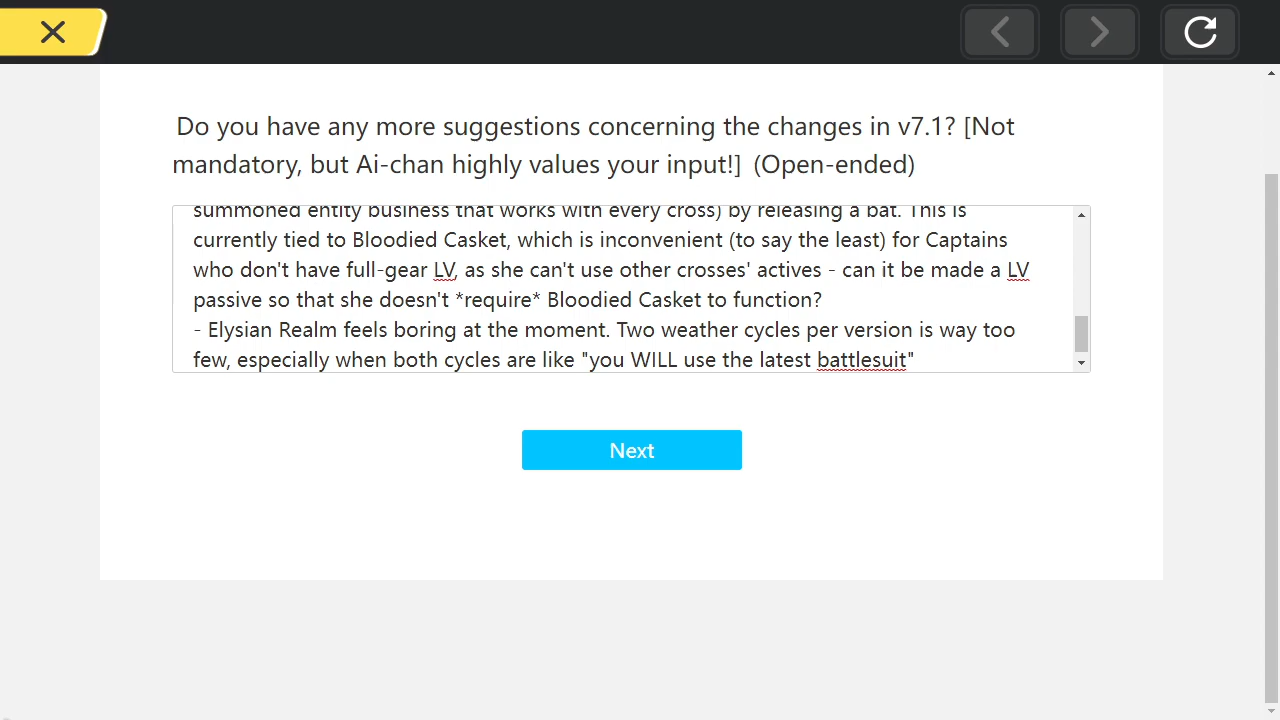 Do you have any more suggestions concerning the changes in v7.1? [Not
mandatory, but Ai-chan highly values your input!] (Open-ended)
summoned entity business that works with every cross) by releasing a bat. This is
currently tied to Bloodied Casket, which is inconvenient (to say the least) for Captains
who don't have full-gear LV, as she can't use other crosses' actives - can it be made a LV
passive so that she doesn't *require* Bloodied Casket to function?
- Elysian Realm feels boring at the moment. Two weather cycles per version is way too
few, especially when both cycles are like "you WILL use the latest battlesuit"
Next